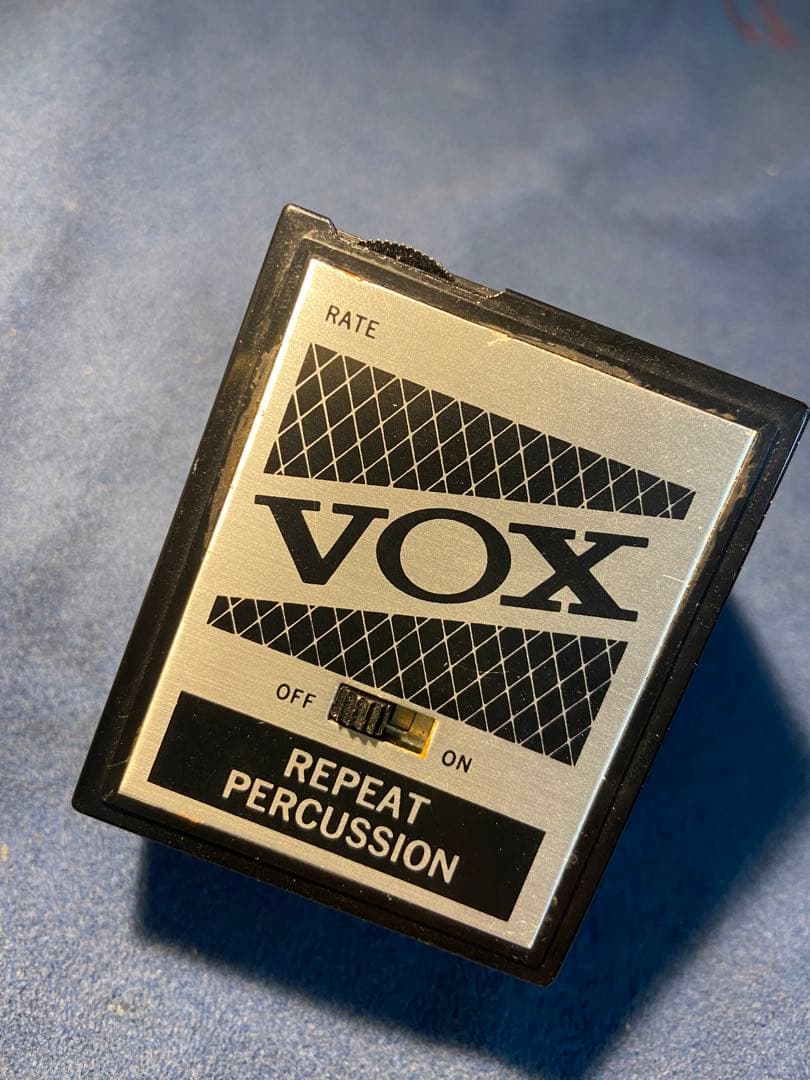 RATE
VOX
OFF
ON
REPEAT
PERCUSSION